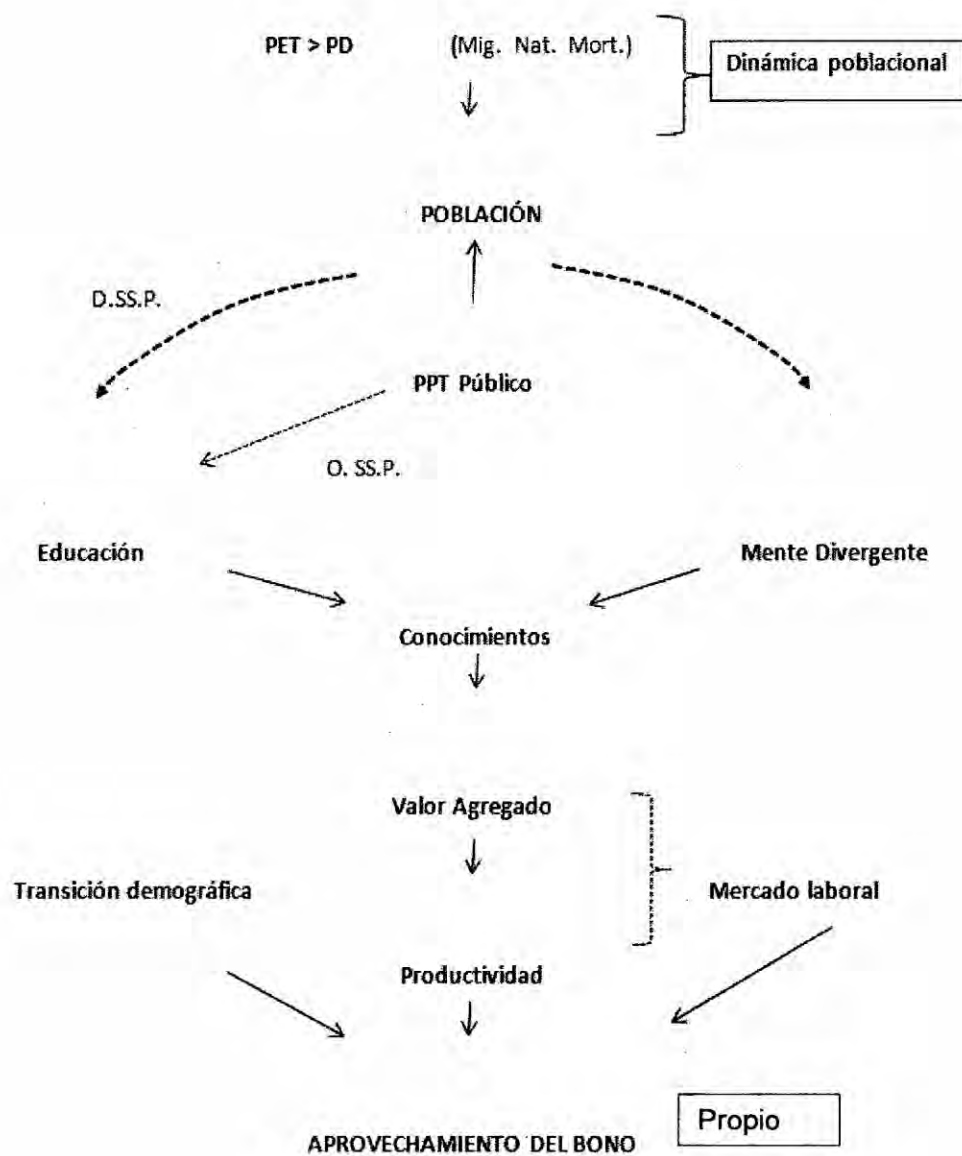 PET > PD (Mig. Nat. Mort.)
Dinámica poblacional
POBLACIÓN
D.SS.P.
PPT Público
O. SS.P.
Educación
Mente Divergente
Conocimientos
Valor Agregado
Transición demográfica
Mercado laboral
Productividad
Propio
APROVECHAMIENTO DEL BONO